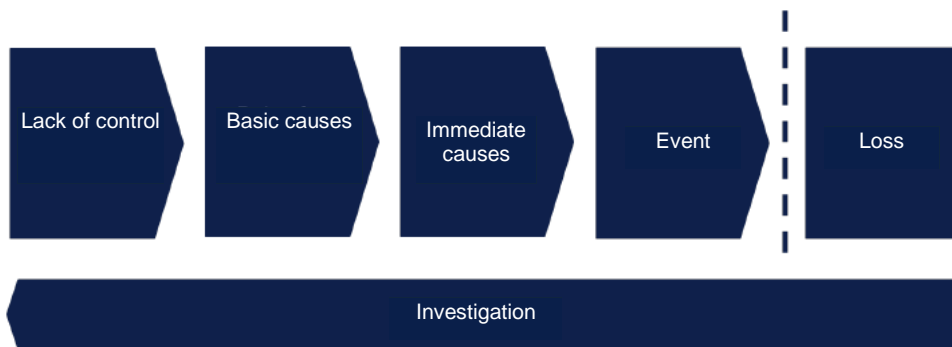 Lack of control
Basic causes
Immediate
causes
Event
Loss
Investigation